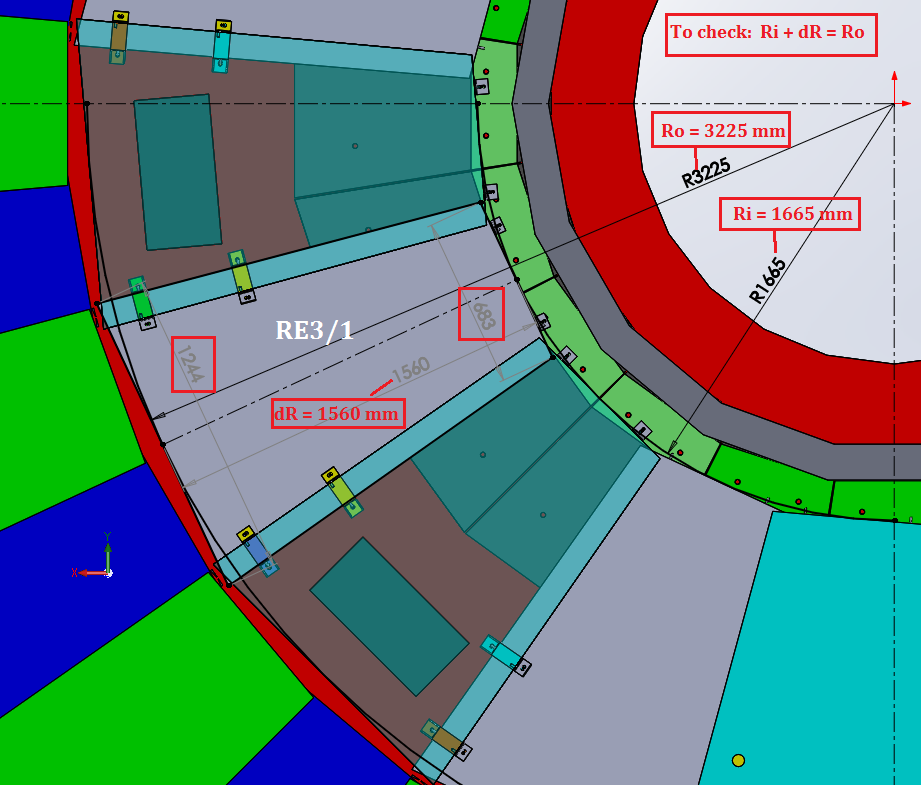 To check: Ri + dR = Ro
Ro = 3225 mm
R3225
Ri = 1665 mm
R1665
RE3/1
683
1244
1560
dR = 1560 mm
Y
X